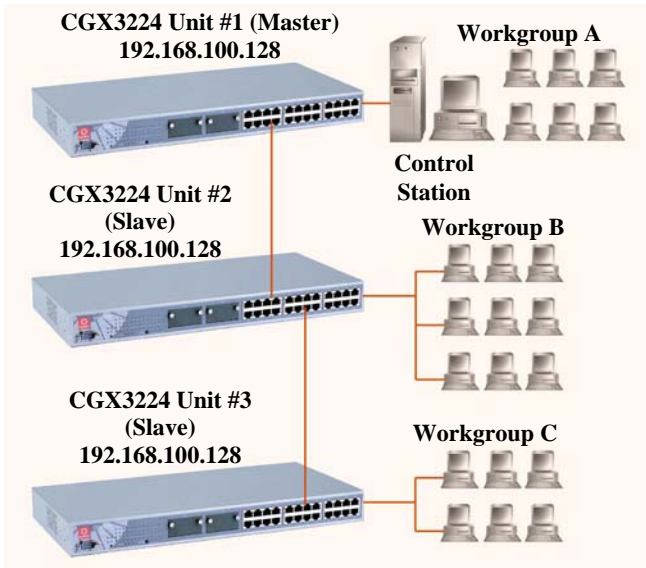 CGX3224 Unit #1 (Master)
192.168.100.128
Workgroup A
Control
Station
CGX3224 Unit #2
(Slave)
192.168.100.128
Workgroup B
CGX3224 Unit #3
(Slave)
192.168.100.128
Workgroup C